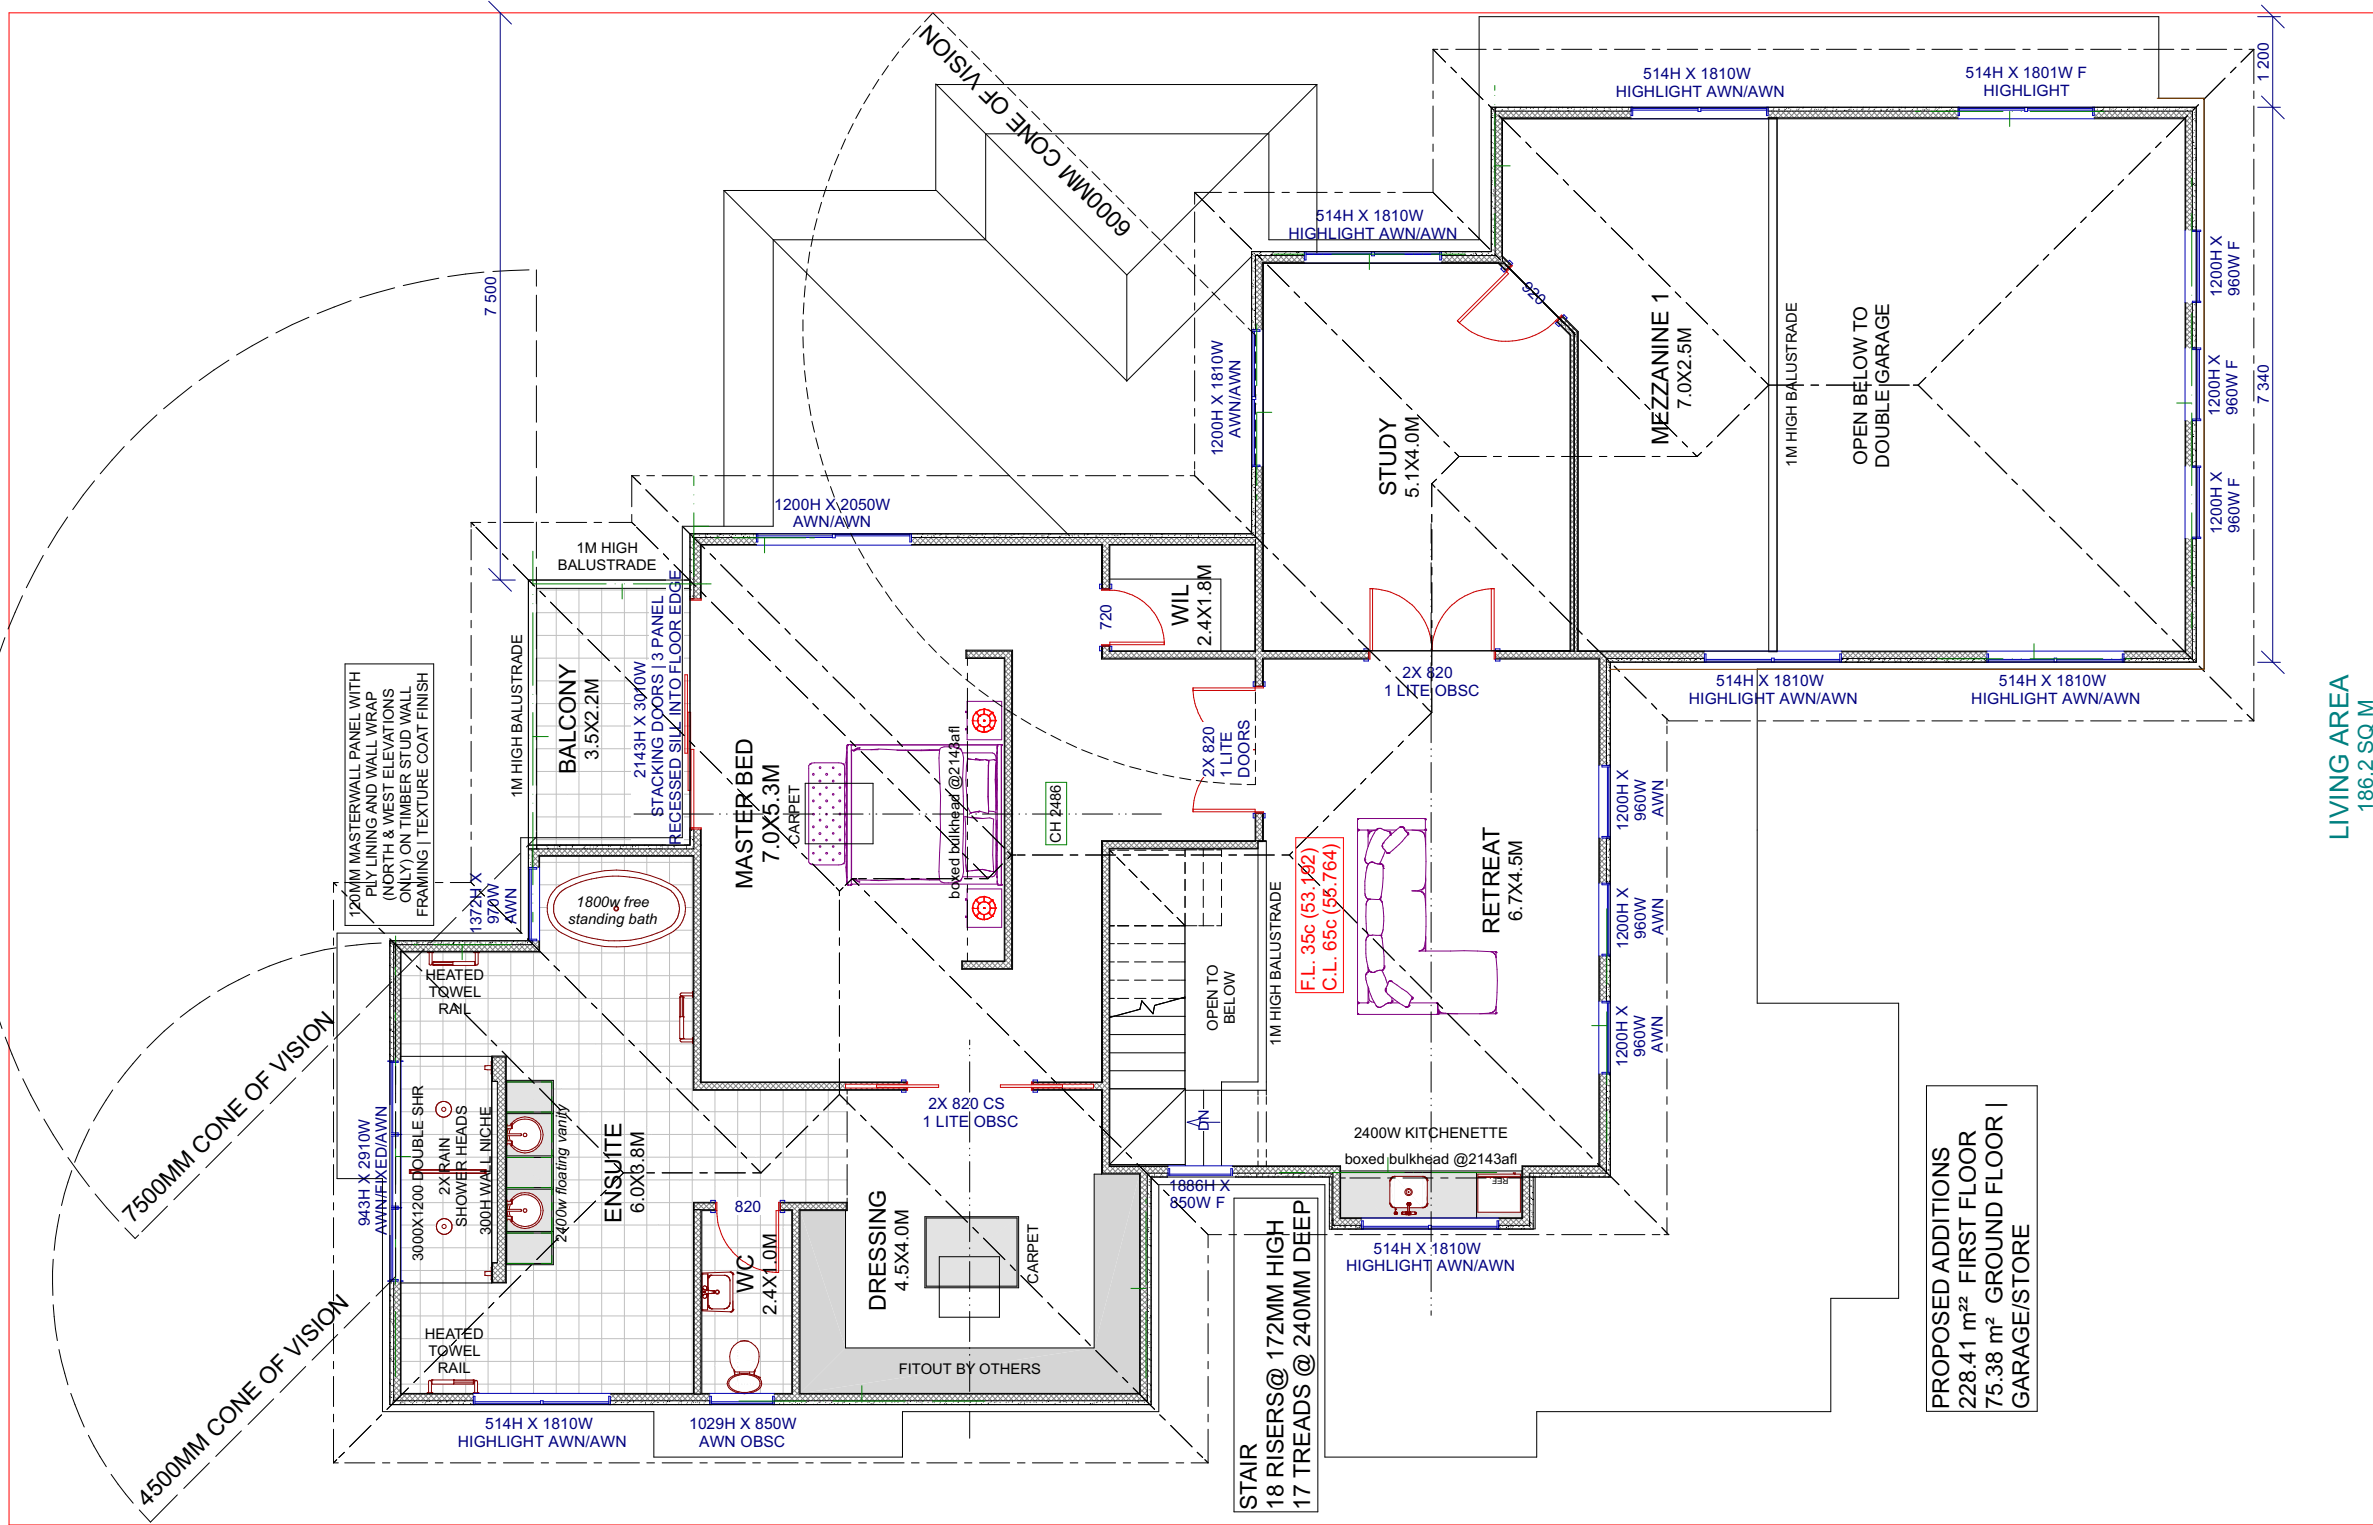 6000MM CONE OF VISION
7 500
514H X 1810W
HIGHLIGHT AWN/AWN
514H X 1801W F
HIGHLIGHT
1 200
514H X 1810W
HIGHLIGHT AWN/AWN
920
1200H X 1810W
AWN/AWN
STUDY
5.1X4.0M
MEZZANINE 1
7.0X2.5M
1M HIGH BALUSTRADE
OPEN BELOW TO
DOUBLE GARAGE
1200H X
960W F
1200H X
960W F
1200H X
960W F
7 340
1200H X 2050W
AWN/AWN
1M HIGH
BALUSTRADE
1M HIGH BALUSTRADE
BALCONY
3.5X2.2M
2143H X 3010W
STACKING DOORS | 3 PANEL
RECESSED SILL INTO FLOOR EDGE
120MM MASTERWALL PANEL WITH
PLY LINING AND WALL WRAP
(NORTH & WEST ELEVATIONS
ONLY) ON TIMBER STUD WALL
FRAMING | TEXTURE COAT FINISH
720
WIL
2.4X1.8M
2X 820
1 LITE OBSC
514H X 1810W
HIGHLIGHT AWN/AWN
514H X 1810W
HIGHLIGHT AWN/AWN
LIVING AREA
186.2 SQ M
MASTER BED
7.0X5.3M
CARPET
boxed bulkhead @2143afl
CH 2486
2X 820
1 LITE
DOORS
F.L. 35c (53.192)
C.L. 65c (55.764)
RETREAT
6.7X4.5M
1200H X
960W
AWN
1200H X
960W
AWN
1200H X
960W
AWN
1372H X
970W
AWN
1800w free
standing bath
HEATED
TOWEL
RAIL
OPEN TO
BELOW
1M HIGH BALUSTRADE
7500MM CONE OF VISION
943H X 2910W
AWN/FIXED/AWN
3000X1200 DOUBLE SHR
2X RAIN
SHOWER HEADS
300H WALL NICHE
2400w floating vanity
ENSUITE
6.0X3.8M
2X 820 CS
1 LITE OBSC
DN
2400W KITCHENETTE
boxed bulkhead @2143afl
REF
1886H X
850W F
820
WC
2.4X1.0M
DRESSING
4.5X4.0M
CARPET
FITOUT BY OTHERS
514H X 1810W
HIGHLIGHT AWN/AWN
4500MM CONE OF VISION
HEATED
TOWEL
RAIL
514H X 1810W
HIGHLIGHT AWN/AWN
1029H X 850W
AWN OBSC
STAIR
18 RISERS@ 172MM HIGH
17 TREADS @ 240MM DEEP
PROPOSED ADDITIONS
228.41 m²² FIRST FLOOR
75.38 m² GROUND FLOOR |
GARAGE/STORE